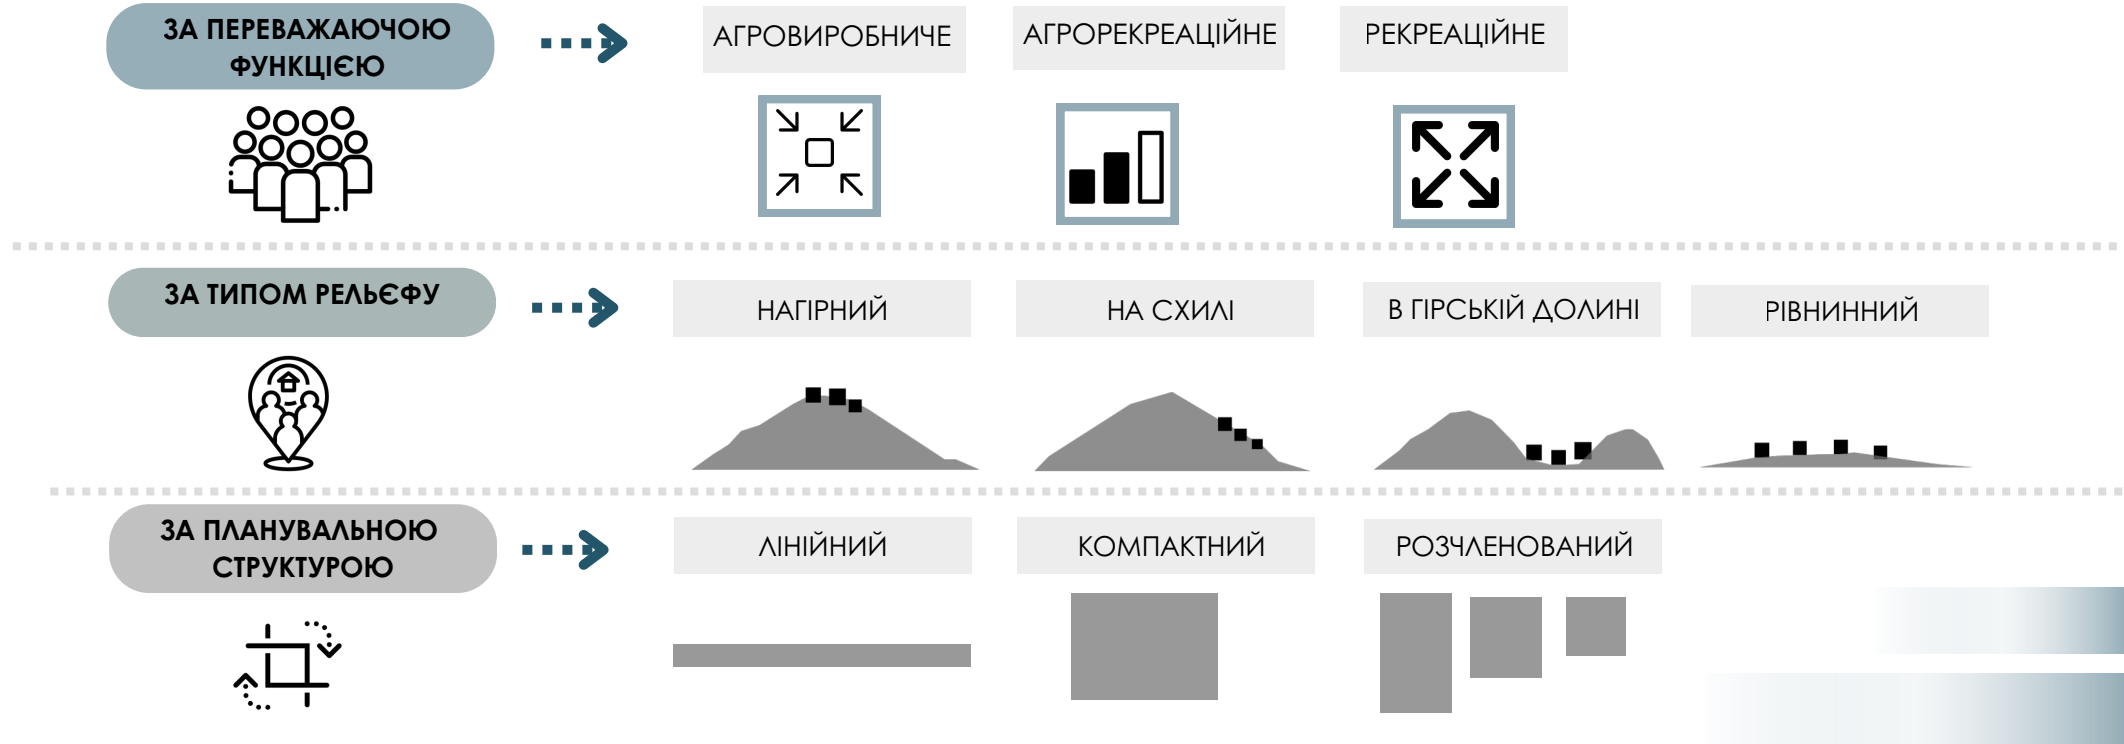 ЗА ПЕРЕВАЖАЮЧОЮ
ФУНКЦІЄЮ
АГРОВИРОБНИЧЕ
АГРОРЕКРЕАЦІЙНЕ
РЕКРЕАЦІЙНЕ
ЗА ТИПОМ РЕЛЬЄФУ
НАГІРНИЙ
НА СХИЛІ
В ГІРСЬКІЙ ДОЛИНІ
РІВНИННИЙ
ЗА ПЛАНУВАЛЬНОЮ
СТРУКТУРОЮ
ЛІНІЙНИЙ
КОМПАКТНИЙ
РОЗЧЛЕНОВАНИЙ